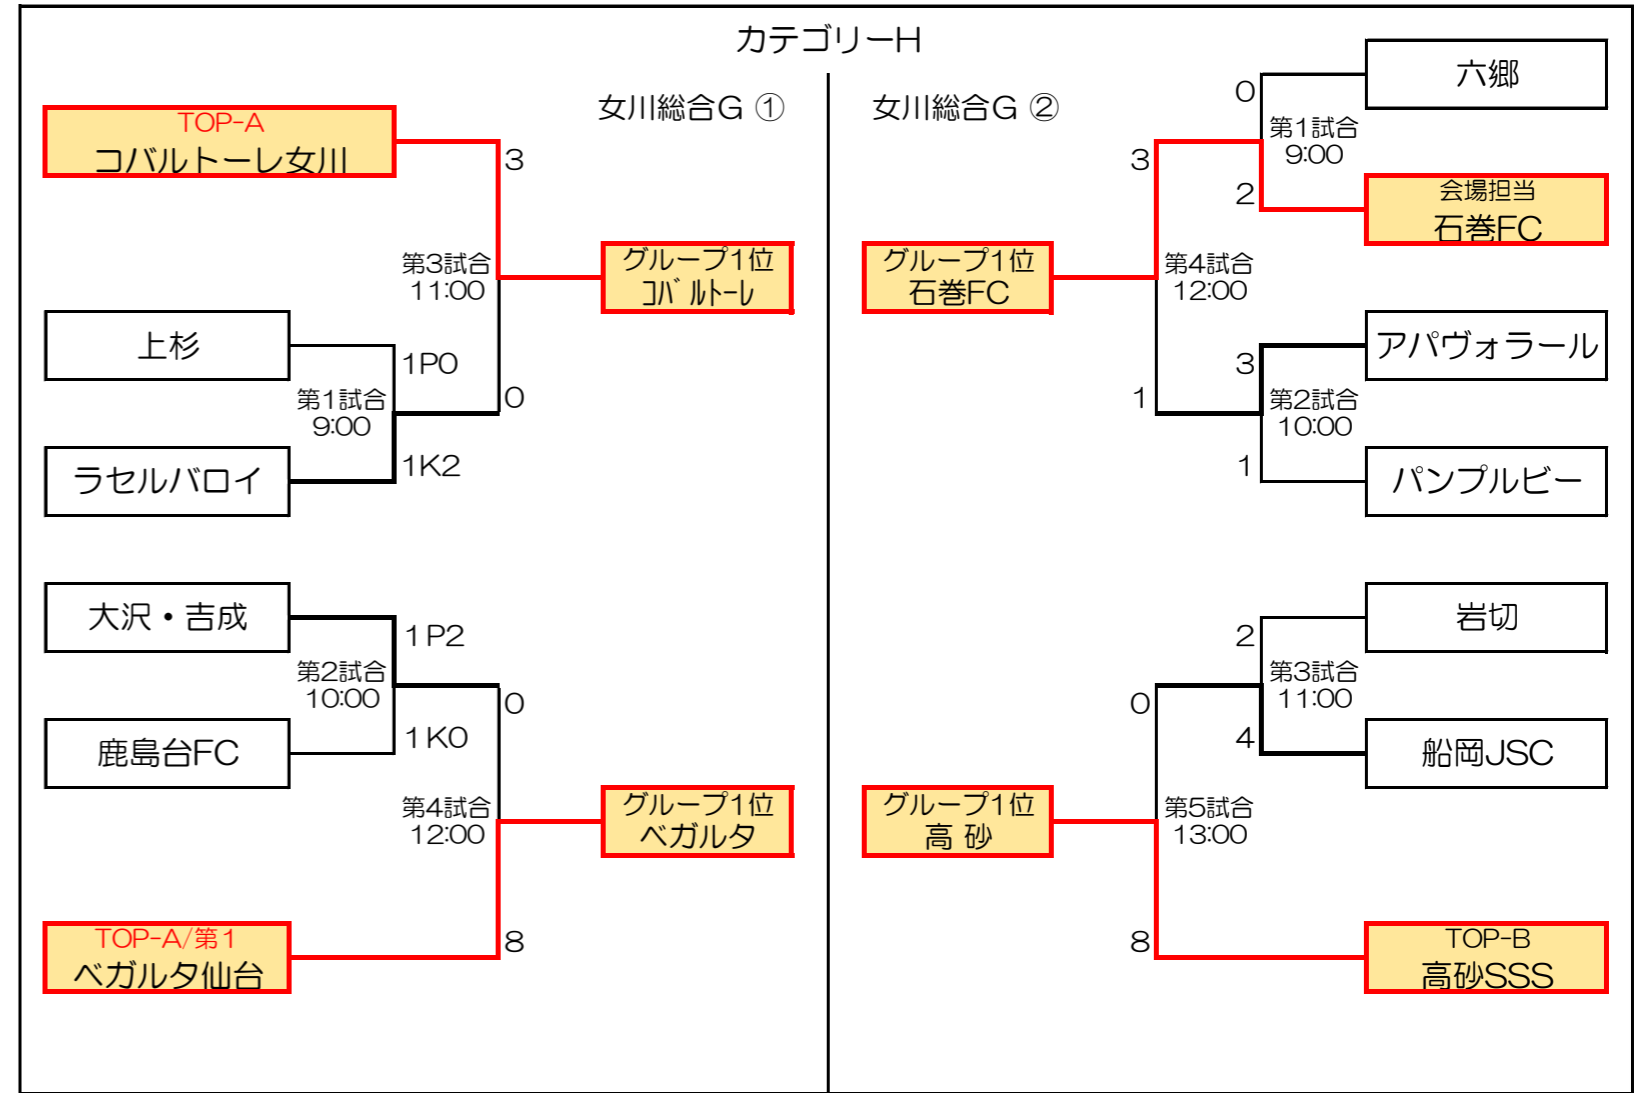 カテゴリーH
女川総合G ①
TOP-A
コバルトーレ女川
3
第3試合
11:00
グループ1位
ｺﾊﾞﾙﾄｰﾚ
上杉
1P0
第1試合
9:00
0
ラセルバロイ
1K2
大沢・吉成
1P2
第2試合
10:00
0
鹿島台FC
1K0
第4試合
12:00
グループ1位
ベガルタ
TOP-A/第1
ベガルタ仙台
8
女川総合G ②
六郷
0
第1試合
9:00
3
2
会場担当
石巻FC
グループ1位
石巻FC
第4試合
12:00
アパヴォラール
3
第2試合
10:00
1
1
パンプルビー
岩切
2
第3試合
11:00
0
4
船岡JSC
グループ1位
高 砂
第5試合
13:00
8
TOP-B
高砂SSS